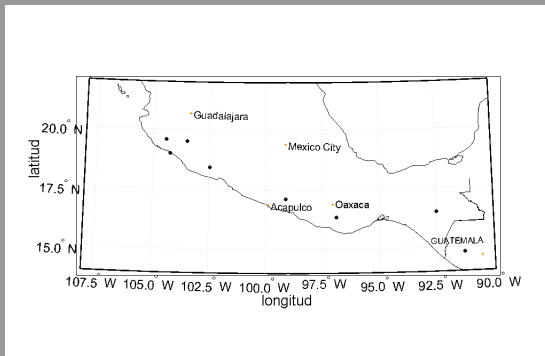 Guadalajara
20.0° N
Mexico City
latitud
17.5° N
Acapulco
Oaxaca
GUATEMALA
15.0° N
107.5° W
105.0° W
102.5° W
100.0° W
97.5° W
95.0° W
92.5° W
90.0° W
longitud